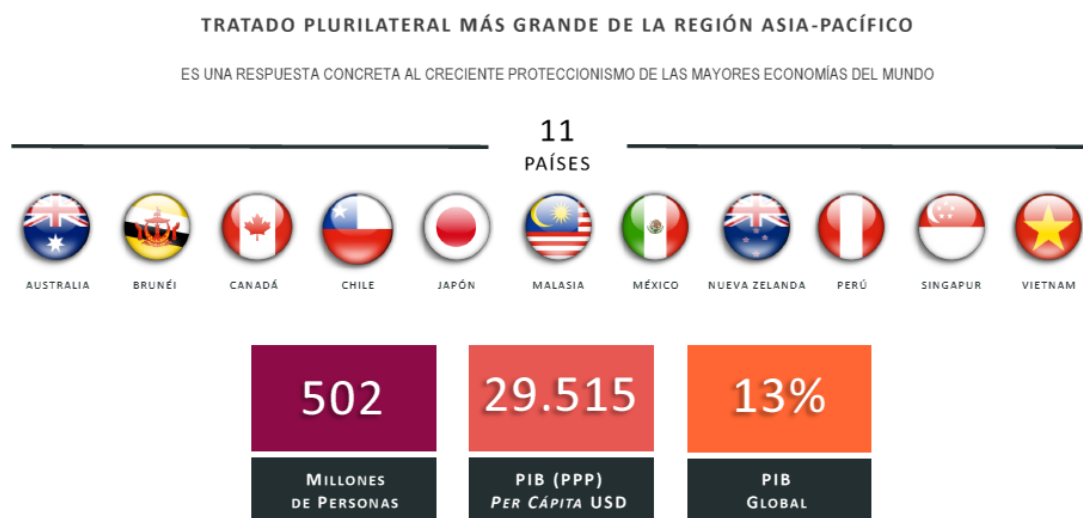 TRATADO PLURILATERAL MÁS GRANDE DE LA REGIÓN ASIA-PACÍFICO
ES UNA RESPUESTA CONCRETA AL CRECIENTE PROTECCIONISMO DE LAS MAYORES ECONOMÍAS DEL MUNDO
11
PAÍSES
AUSTRALIA BRUNÉI CANADÁ CHILE JAPÓN MALASIA MÉXICO NUEVA ZELANDA PERÚ SINGAPUR VIETNAM
502 29.515 13%
MILLONES PIB (PPP) PIB
DE PERSONAS PER CÁPITA USD GLOBAL